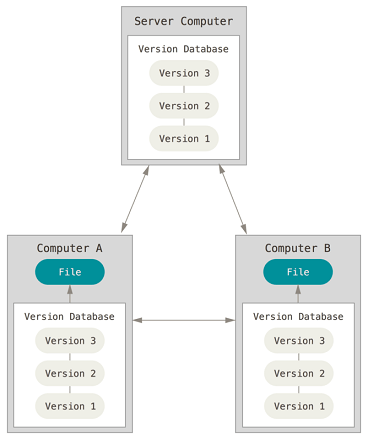 Server Computer
Version Database
Version 3
Version 2
Version 1
Computer A
File
Version Database
Version 3
Version 2
Version 1
Computer B
File
Version Database
Version 3
Version 2
Version 1